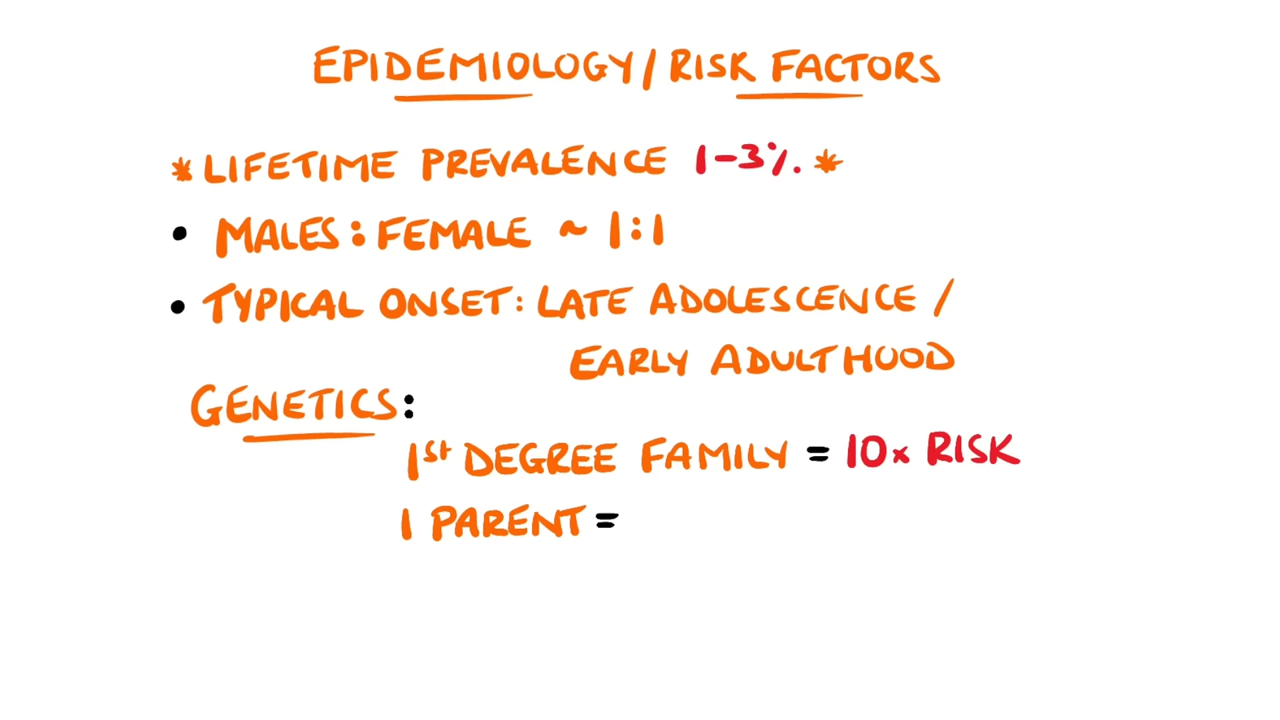 EPIDEMIOLOGY/RISK FACTORS
* LIFETIME PREVALENCE 1-3%. *
• MALES: FEMALE ~ 1:1
• TYPICAL ONSET: LATE ADOLESCENCE /
EARLY ADULTHOOD
GENETICS:
1st DEGREE FAMILY = 10x RISK
1 PARENT =